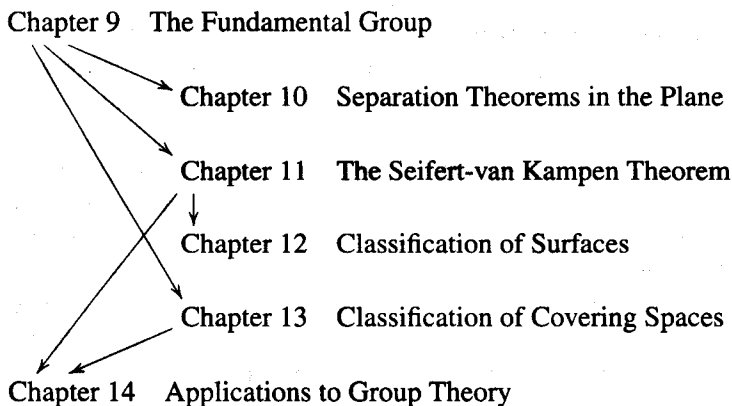 Chapter 9 The Fundamental Group
Chapter 10 Separation Theorems in the Plane
Chapter 11 The Seifert-van Kampen Theorem
Chapter 12 Classification of Surfaces
Chapter 13 Classification of Covering Spaces
Chapter 14 Applications to Group Theory